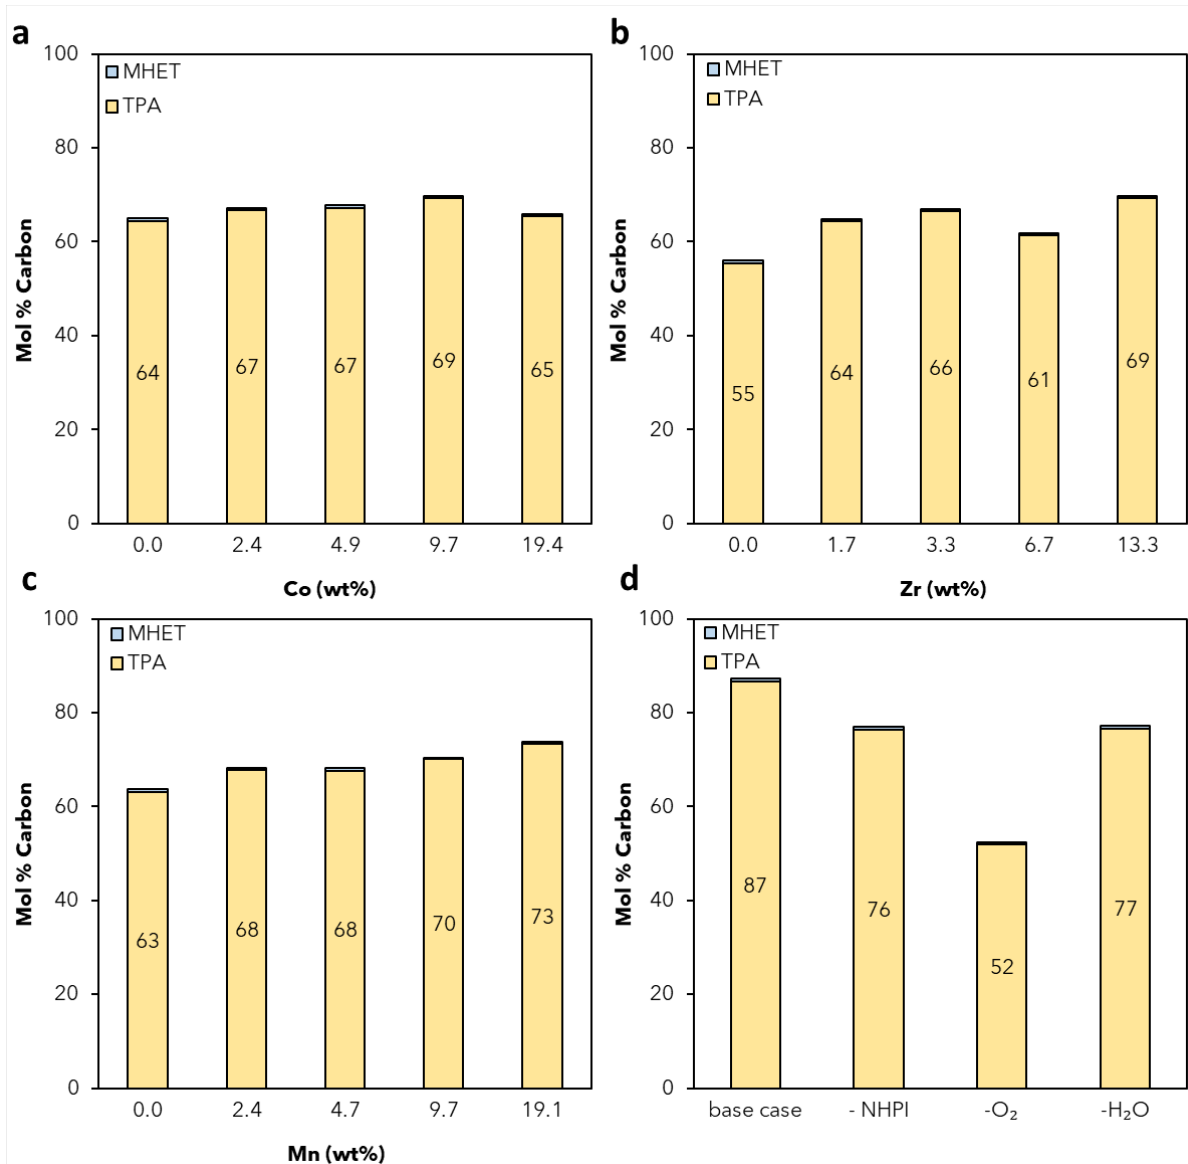 a
100
80
60
40
20
0
Mol % Carbon
MHET
TPA
64
67
67
69
65
0.0 2.4 4.9 9.7 19.4
Co (wt%)
b
100
80
60
40
20
0
Mol % Carbon
MHET
TPA
55
64
66
61
69
0.0 1.7 3.3 6.7 13.3
Zr (wt%)
c
100
80
60
40
20
0
Mol % Carbon
MHET
TPA
63
68
68
70
73
0.0 2.4 4.7 9.7 19.1
Mn (wt%)
d
100
80
60
40
20
0
Mol % Carbon
MHET
TPA
87
76
52
77
base case - NHPI -O₂ -H₂O